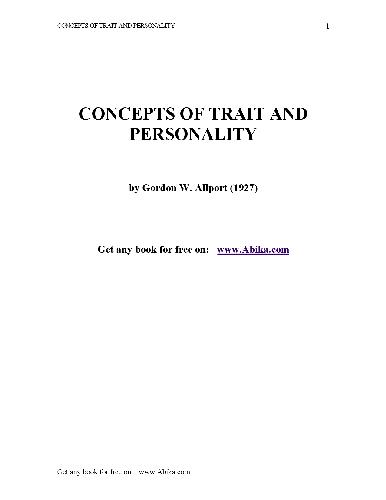 CONCEPTS OF TRAIT AND PERSONALITY 1
CONCEPTS OF TRAIT AND
PERSONALITY
by Gordon W. Allport (1927)
Get any book for free on: www.Abika.com
Get any book for free on: www.Abika.com